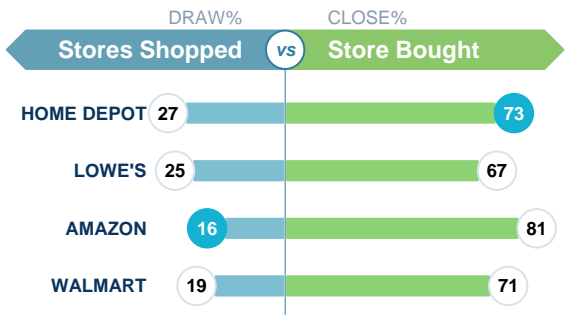 DRAW% CLOSE%
Stores Shopped vs Store Bought
HOME DEPOT 27 73
LOWE'S 25 67
AMAZON 16 81
WALMART 19 71